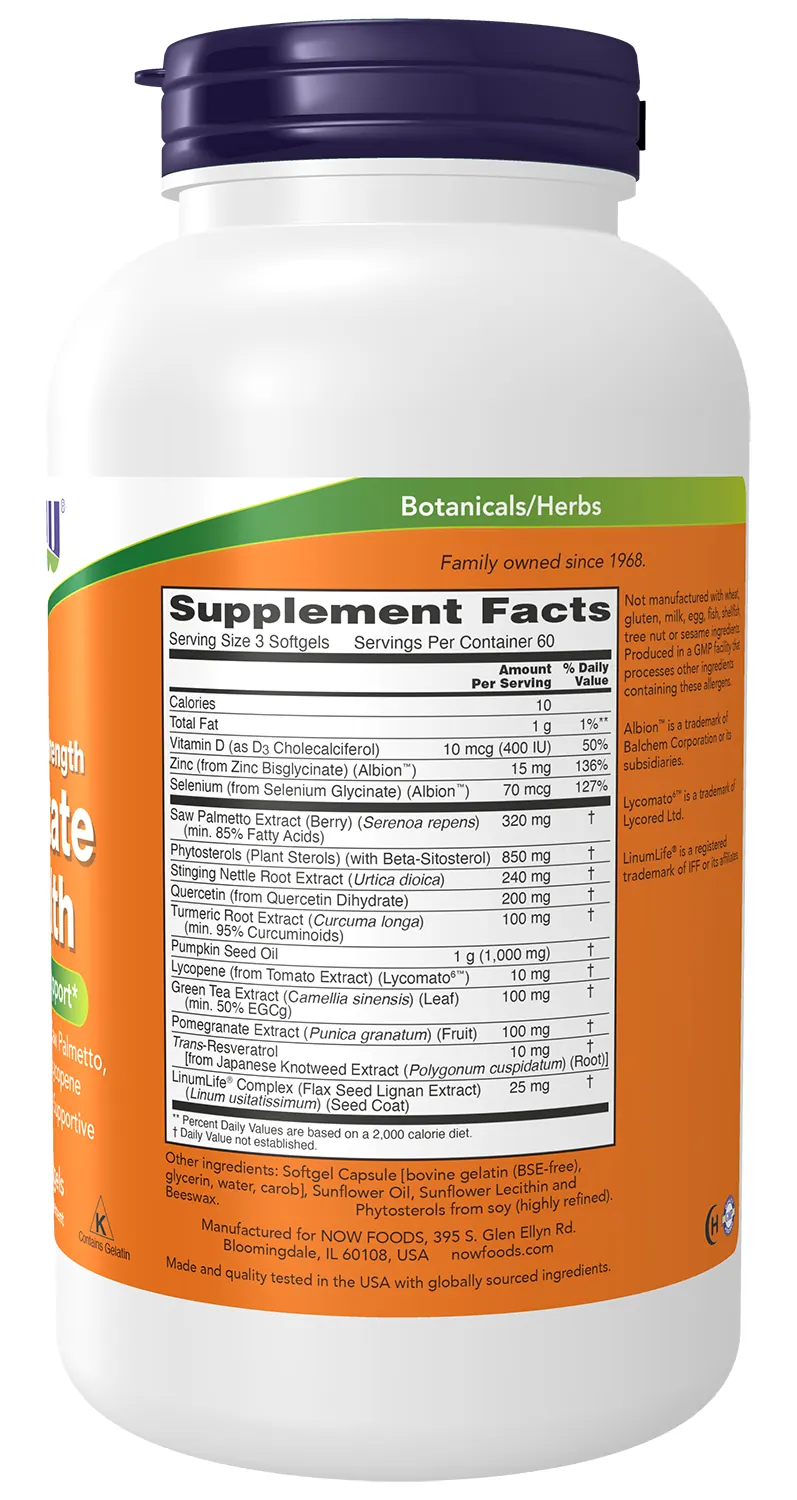 ®
Botanicals/Herbs
Family owned since 1968.
Supplement Facts
Serving Size 3 Softgels Servings Per Container 60
Amount Per Serving % Daily Value
Calories 10
Total Fat 1 g 1%**
Vitamin D (as D3 Cholecalciferol) 10 mcg (400 IU) 50%
Zinc (from Zinc Bisglycinate) (Albion™) 15 mg 136%
Selenium (from Selenium Glycinate) (Albion™) 70 mcg 127%
Saw Palmetto Extract (Berry) (Serenoa repens) 320 mg †
(min. 85% Fatty Acids)
Phytosterols (Plant Sterols) (with Beta-Sitosterol) 850 mg †
Stinging Nettle Root Extract (Urtica dioica) 240 mg †
Quercetin (from Quercetin Dihydrate) 200 mg †
Turmeric Root Extract (Curcuma longa) 100 mg †
(min. 95% Curcuminoids)
Pumpkin Seed Oil 1 g (1,000 mg) †
Lycopene (from Tomato Extract) (Lycomato6™) 10 mg †
Green Tea Extract (Camellia sinensis) (Leaf) 100 mg †
(min. 50% EGCg)
Pomegranate Extract (Punica granatum) (Fruit) 100 mg †
Trans-Resveratrol 10 mg †
[from Japanese Knotweed Extract (Polygonum cuspidatum) (Root)]
LinumLife® Complex (Flax Seed Lignan Extract) 25 mg †
(Linum usitatissimum) (Seed Coat)
** Percent Daily Values are based on a 2,000 calorie diet.
† Daily Value not established.
Other ingredients: Softgel Capsule [bovine gelatin (BSE-free),
glycerin, water, carob], Sunflower Oil, Sunflower Lecithin and
Beeswax. Phytosterols from soy (highly refined).
Manufactured for NOW FOODS, 395 S. Glen Ellyn Rd.
Bloomingdale, IL 60108, USA nowfoods.com
Made and quality tested in the USA with globally sourced ingredients.
Not manufactured with wheat,
gluten, milk, egg, fish, shellfish,
tree nut or sesame ingredients.
Produced in a GMP facility that
processes other ingredients
containing these allergens.
Albion™ is a trademark of
Balchem Corporation or its
subsidiaries.
Lycomato6™ is a trademark of
Lycored Ltd.
LinumLife® is a registered
trademark of IFF or its affiliates.
Palmetto,
K
Contains Gelatin
H